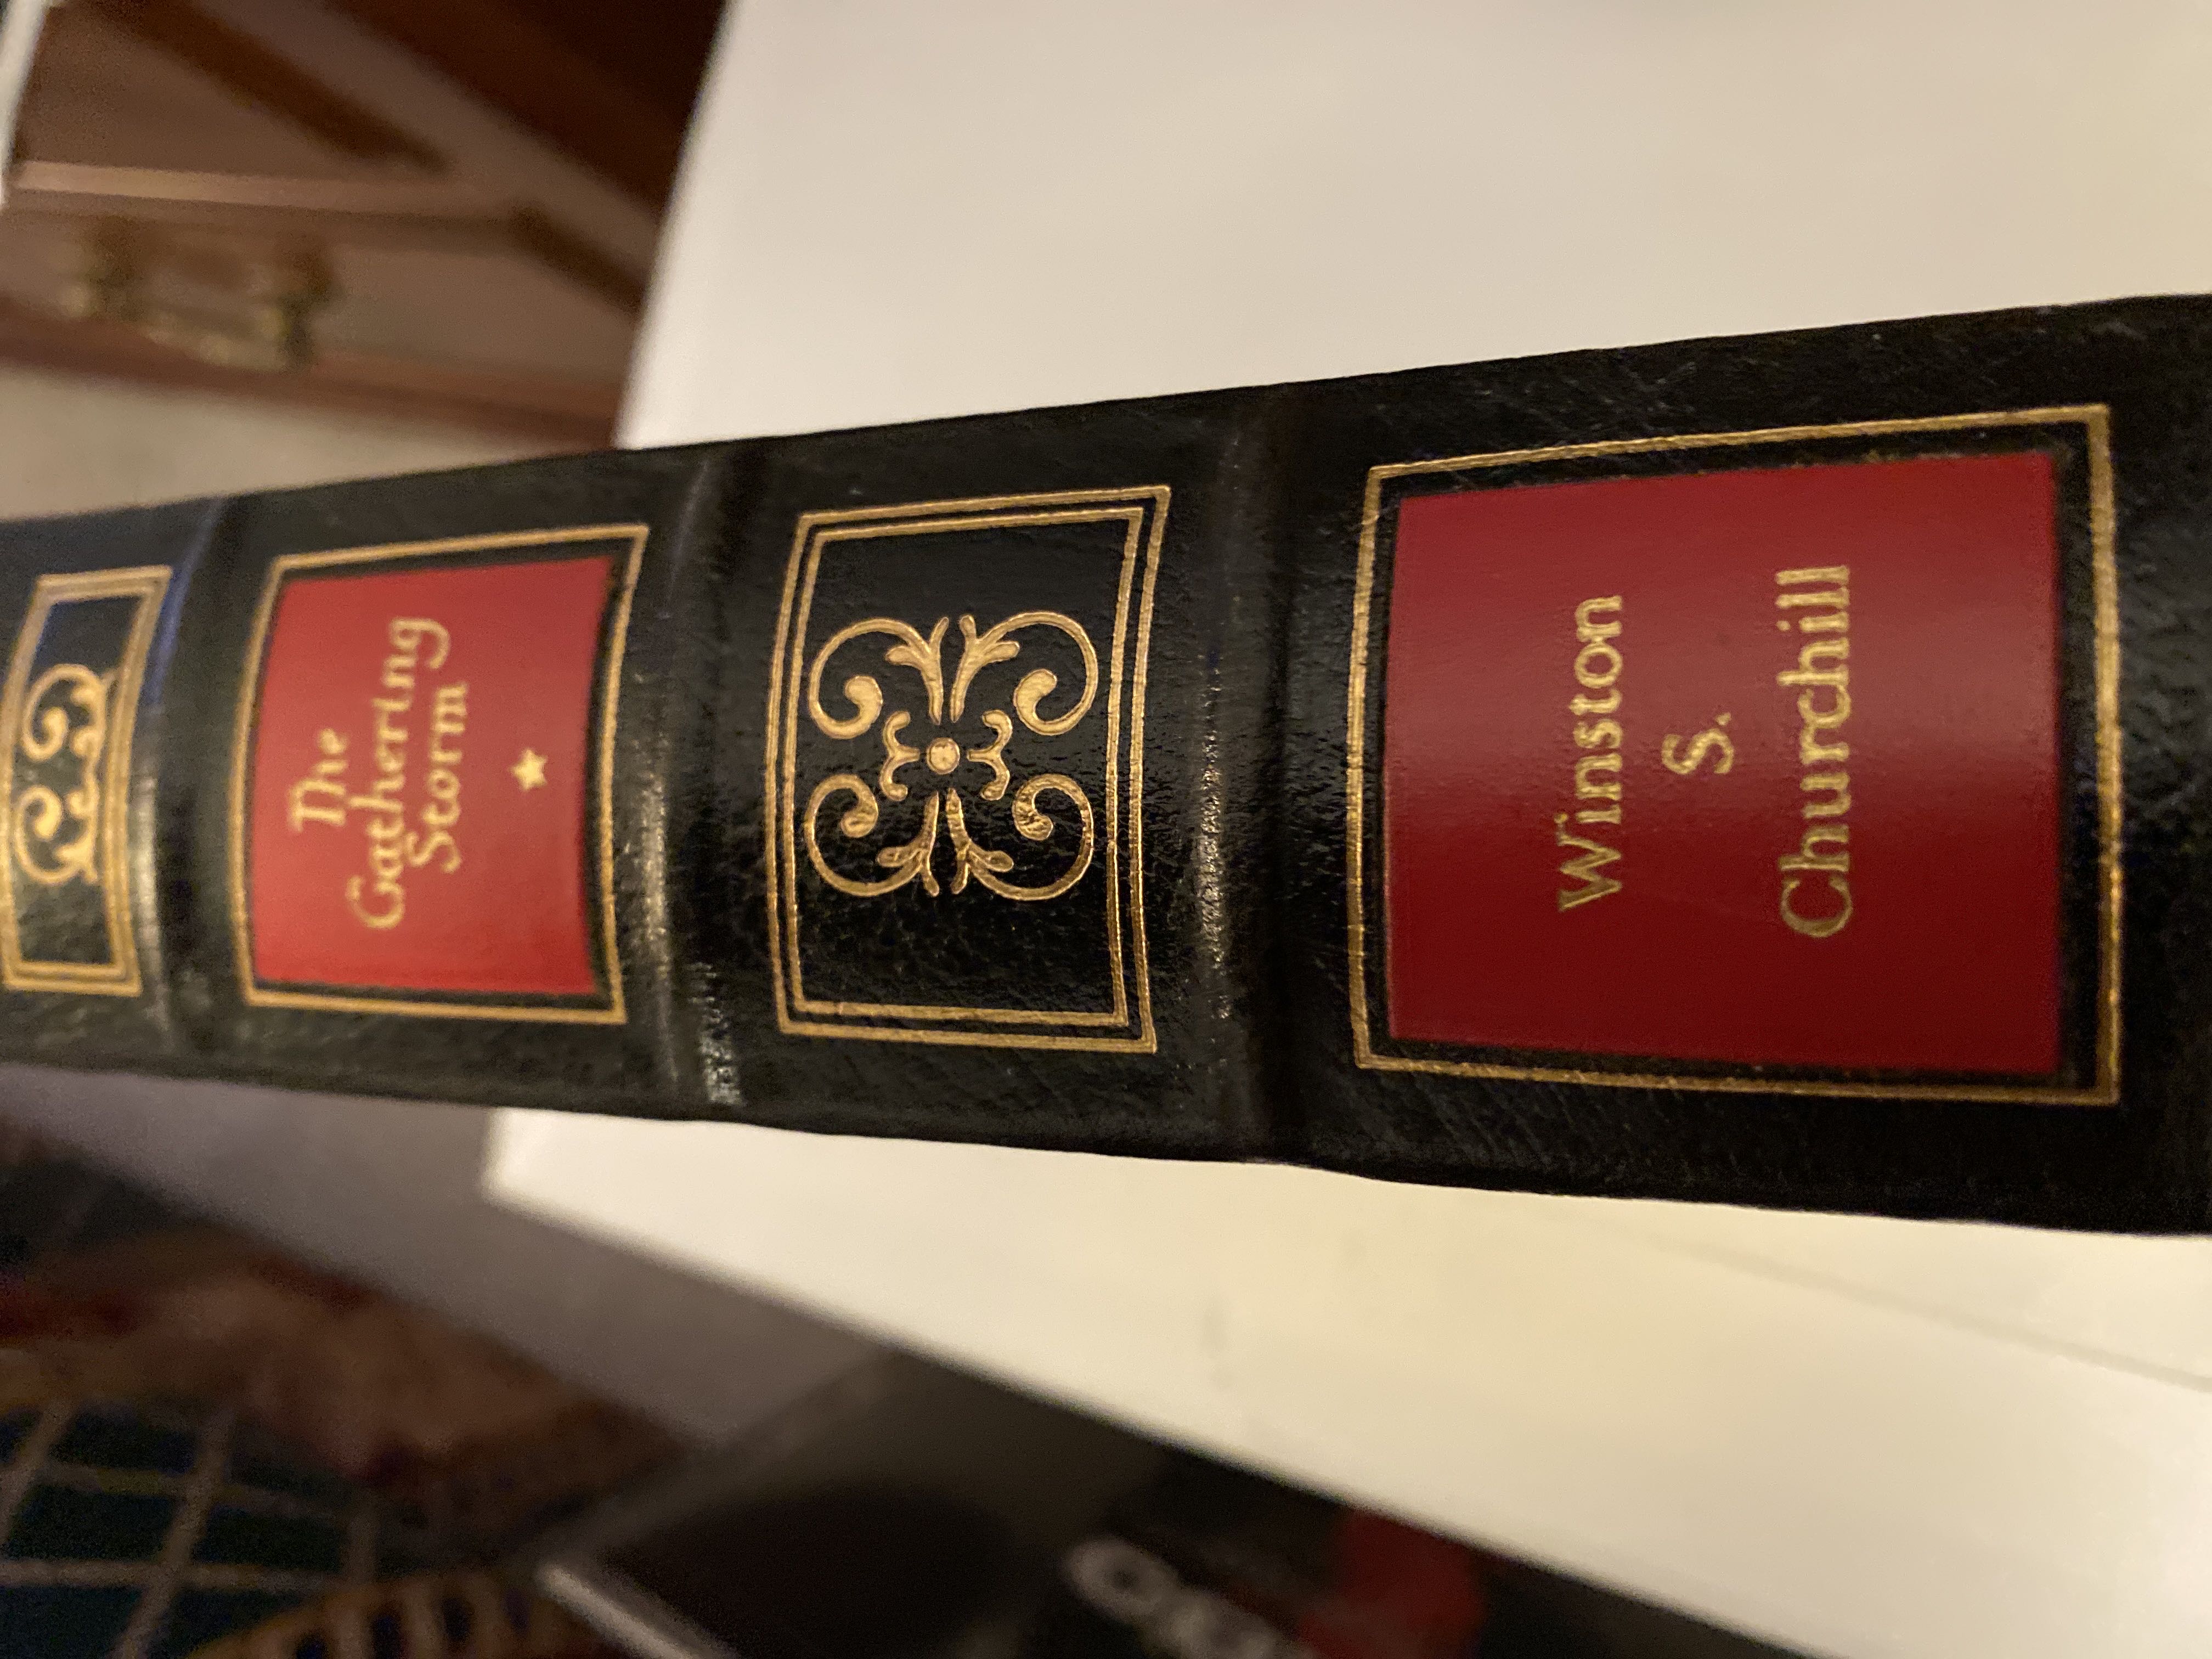 The
Gathering
Storm
Winston
S.
Churchill